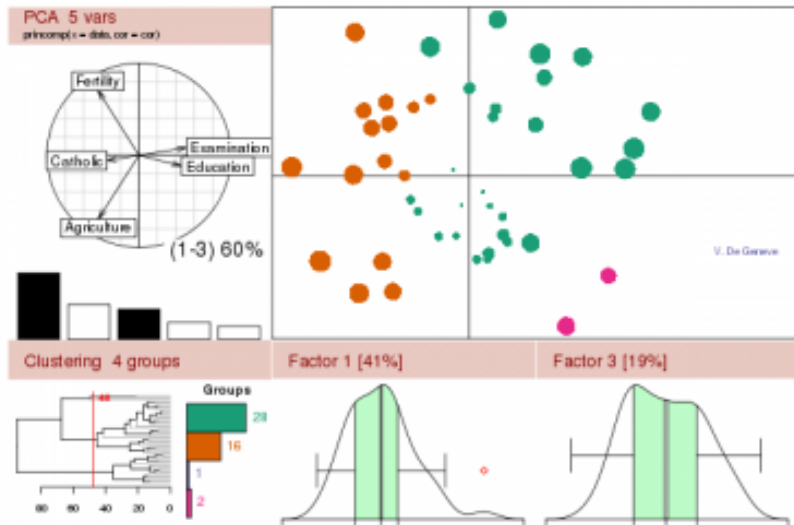 PCA 5 vars
princomp(x = data, cor = cor)
Fertility
Catholic
Examination
Education
Agriculture
(1-3) 60%
V. De Geneve
Clustering 4 groups
Factor 1 [41%]
Factor 3 [19%]
48
Groups
28
16
1
2
80 60 40 20 0